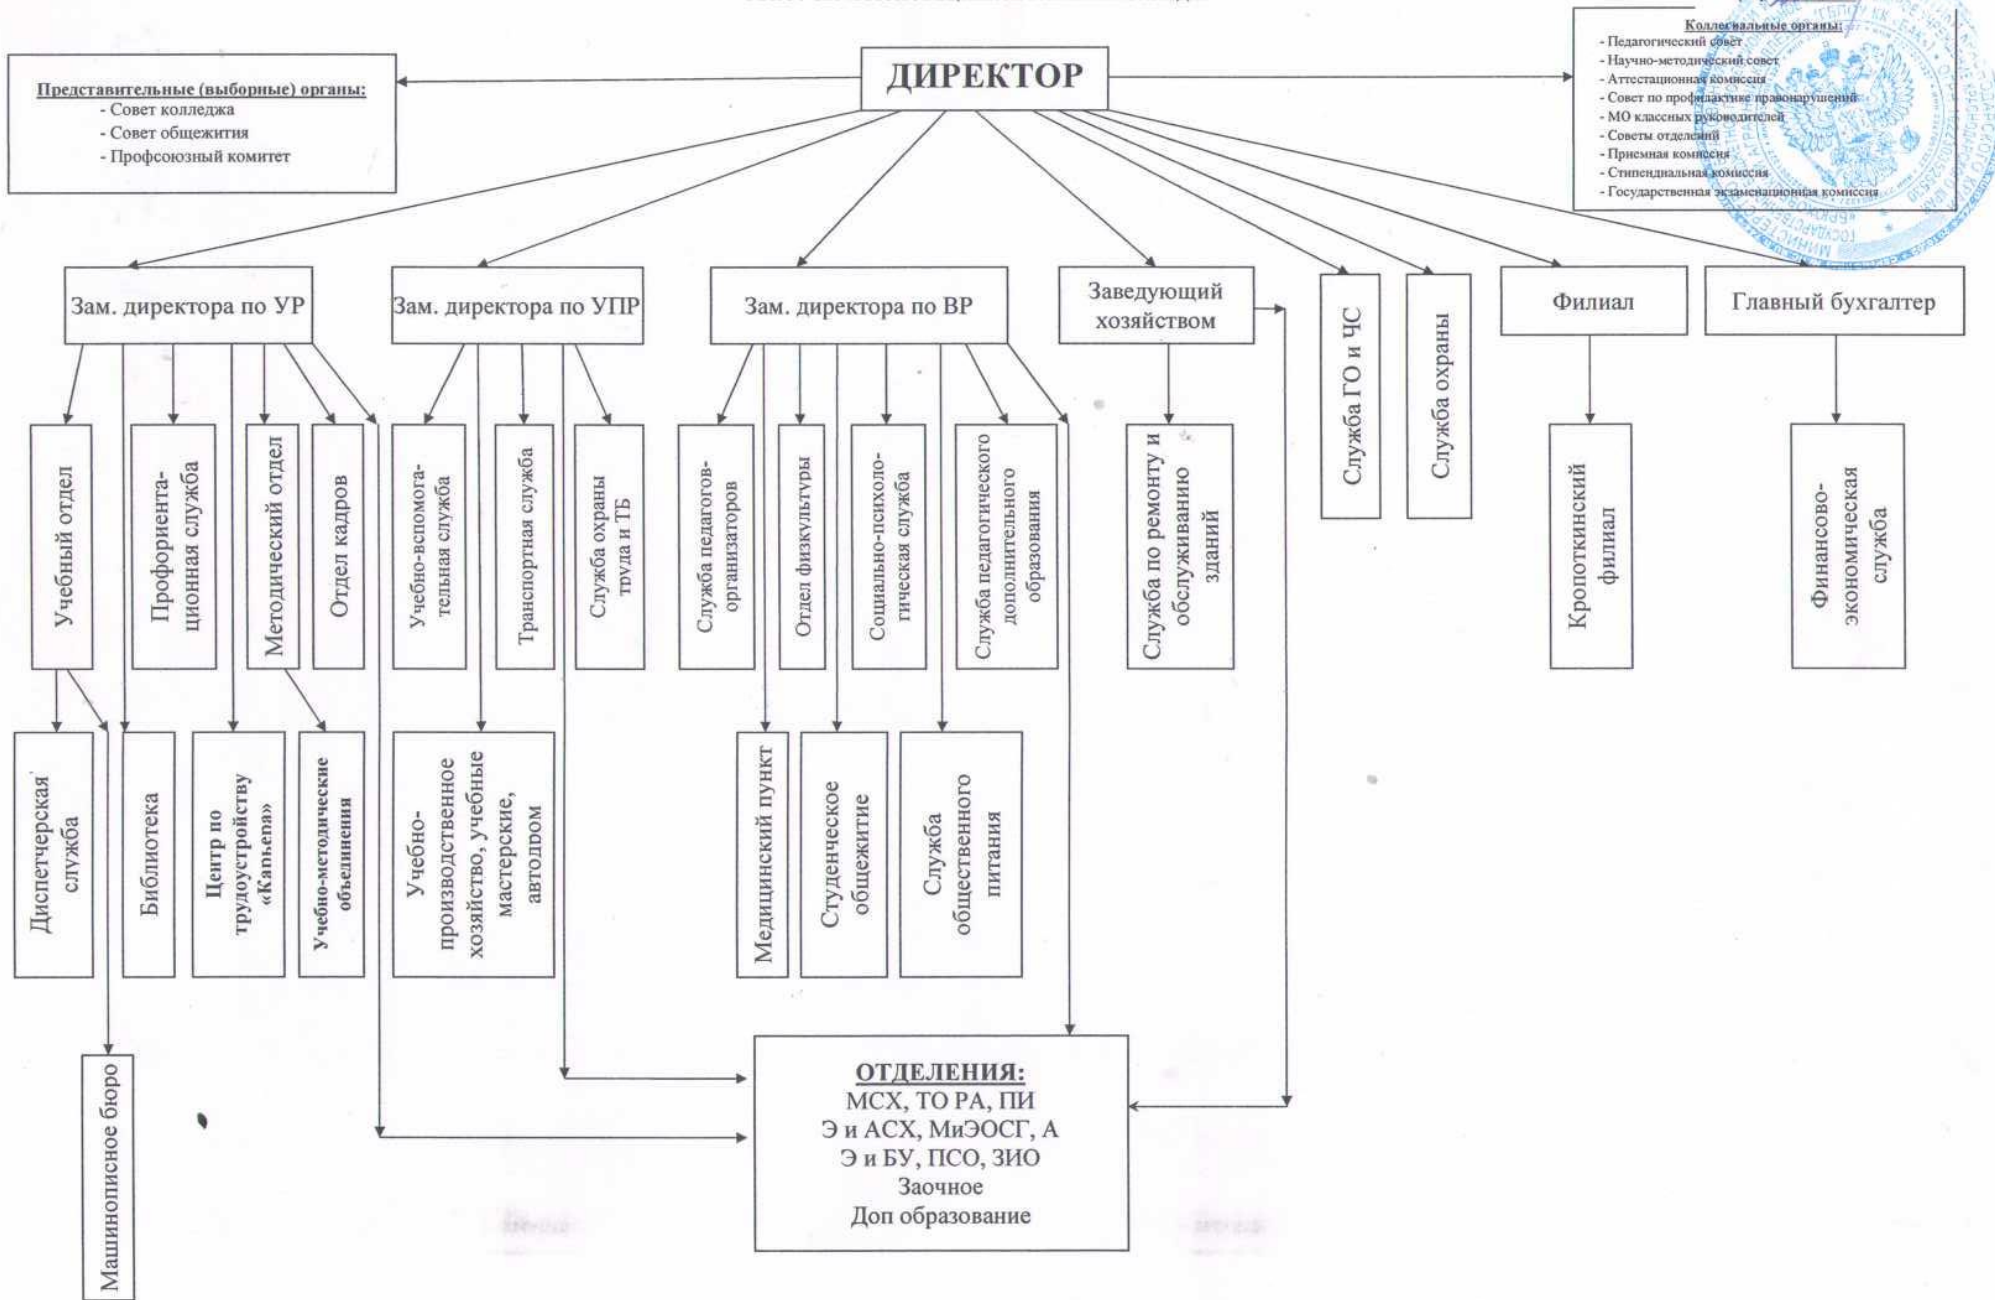 ДИРЕКТОР
Представительные (выборные) органы:
- Совет колледжа
- Совет общежития
- Профсоюзный комитет
Коллегиальные органы:
- Педагогический совет
- Научно-методический совет
- Аттестационная комиссия
- Совет по профилактике правонарушений
- МО классных руководителей
- Советы отделений
- Приемная комиссия
- Стипендиальная комиссия
- Государственная экзаменационная комиссия
Зам. директора по УР
Зам. директора по УПР
Зам. директора по ВР
Заведующий
хозяйством
Служба ГО и ЧС
Служба охраны
Филиал
Главный бухгалтер
Учебный отдел
Профориента-
ционная служба
Методический отдел
Отдел кадров
Учебно-вспомога-
тельная служба
Транспортная служба
Служба охраны
труда и ТБ
Служба педагогов-
организаторов
Отдел физкультуры
Социально-психоло-
гическая служба
Служба педагогического
дополнительного
образования
Служба по ремонту и
обслуживанию
зданий
Кропоткинский
филиал
Финансово-
экономическая
служба
Диспетчерская
служба
Библиотека
Центр по
трудоустройству
«Карьера»
Учебно-методические
объединения
Учебно-
производственное
хозяйство, учебные
мастерские,
автодром
Медицинский пункт
Студенческое
общежитие
Служба
общественного
питания
Машинописное бюро
ОТДЕЛЕНИЯ:
МСХ, ТО РА, ПИ
Э и АСХ, МиЭОСГ, А
Э и БУ, ПСО, ЗИО
Заочное
Доп образование